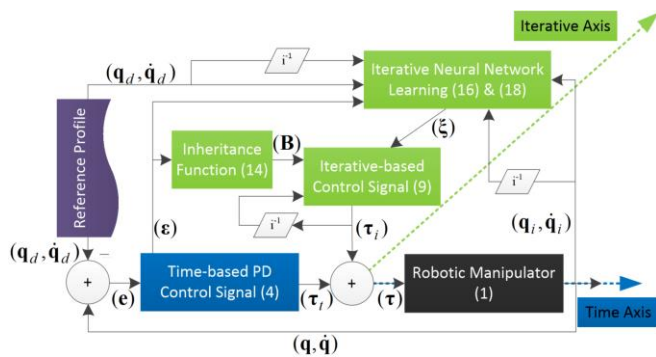 Iterative Axis
i⁻¹
(q_d, q̇_d)
Iterative Neural Network
Learning (16) & (18)
(ξ)
Reference Profile
Inheritance
Function (14)
(B)
Iterative-based
Control Signal (9)
i⁻¹
i⁻¹
(q_i, q̇_i)
(ε)
(τ_i)
(q_d, q̇_d)
−
+
(e)
Time-based PD
Control Signal (4)
(τ_t)
+
(τ)
Robotic Manipulator
(1)
Time Axis
(q, q̇)